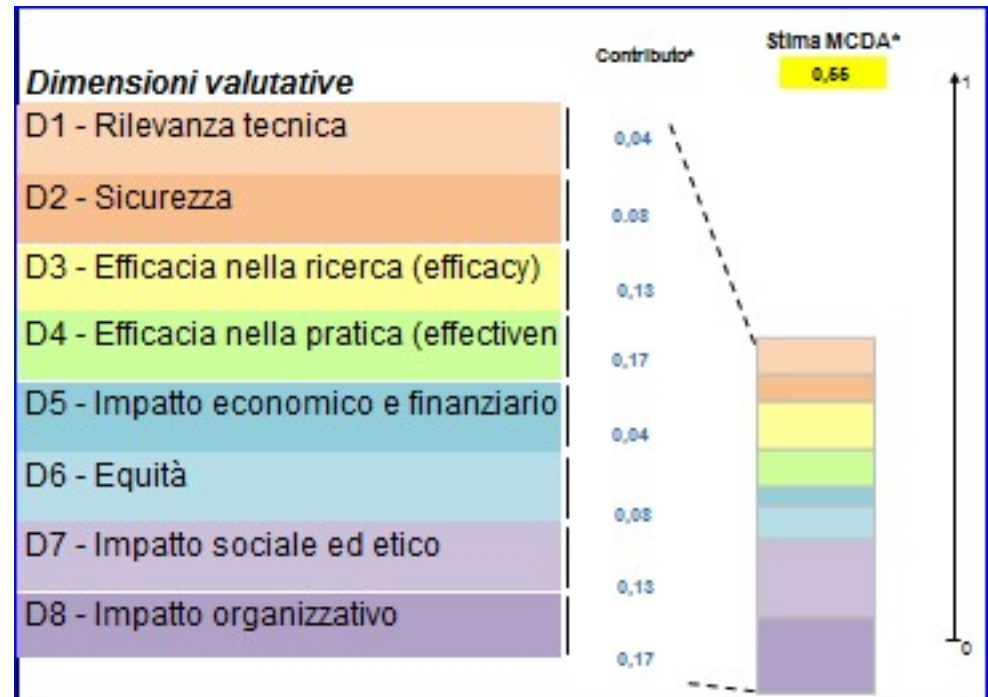 Stima MCDA*
Contributo*
0,55
Dimensioni valutative
1
D1 - Rilevanza tecnica
0,04
D2 - Sicurezza
0.08
D3 - Efficacia nella ricerca (efficacy)
0,13
D4 - Efficacia nella pratica (effectiven
0,17
D5 - Impatto economico e finanziario
0,04
D6 - Equità
0,08
D7 - Impatto sociale ed etico
0,13
D8 - Impatto organizzativo
0,17
0